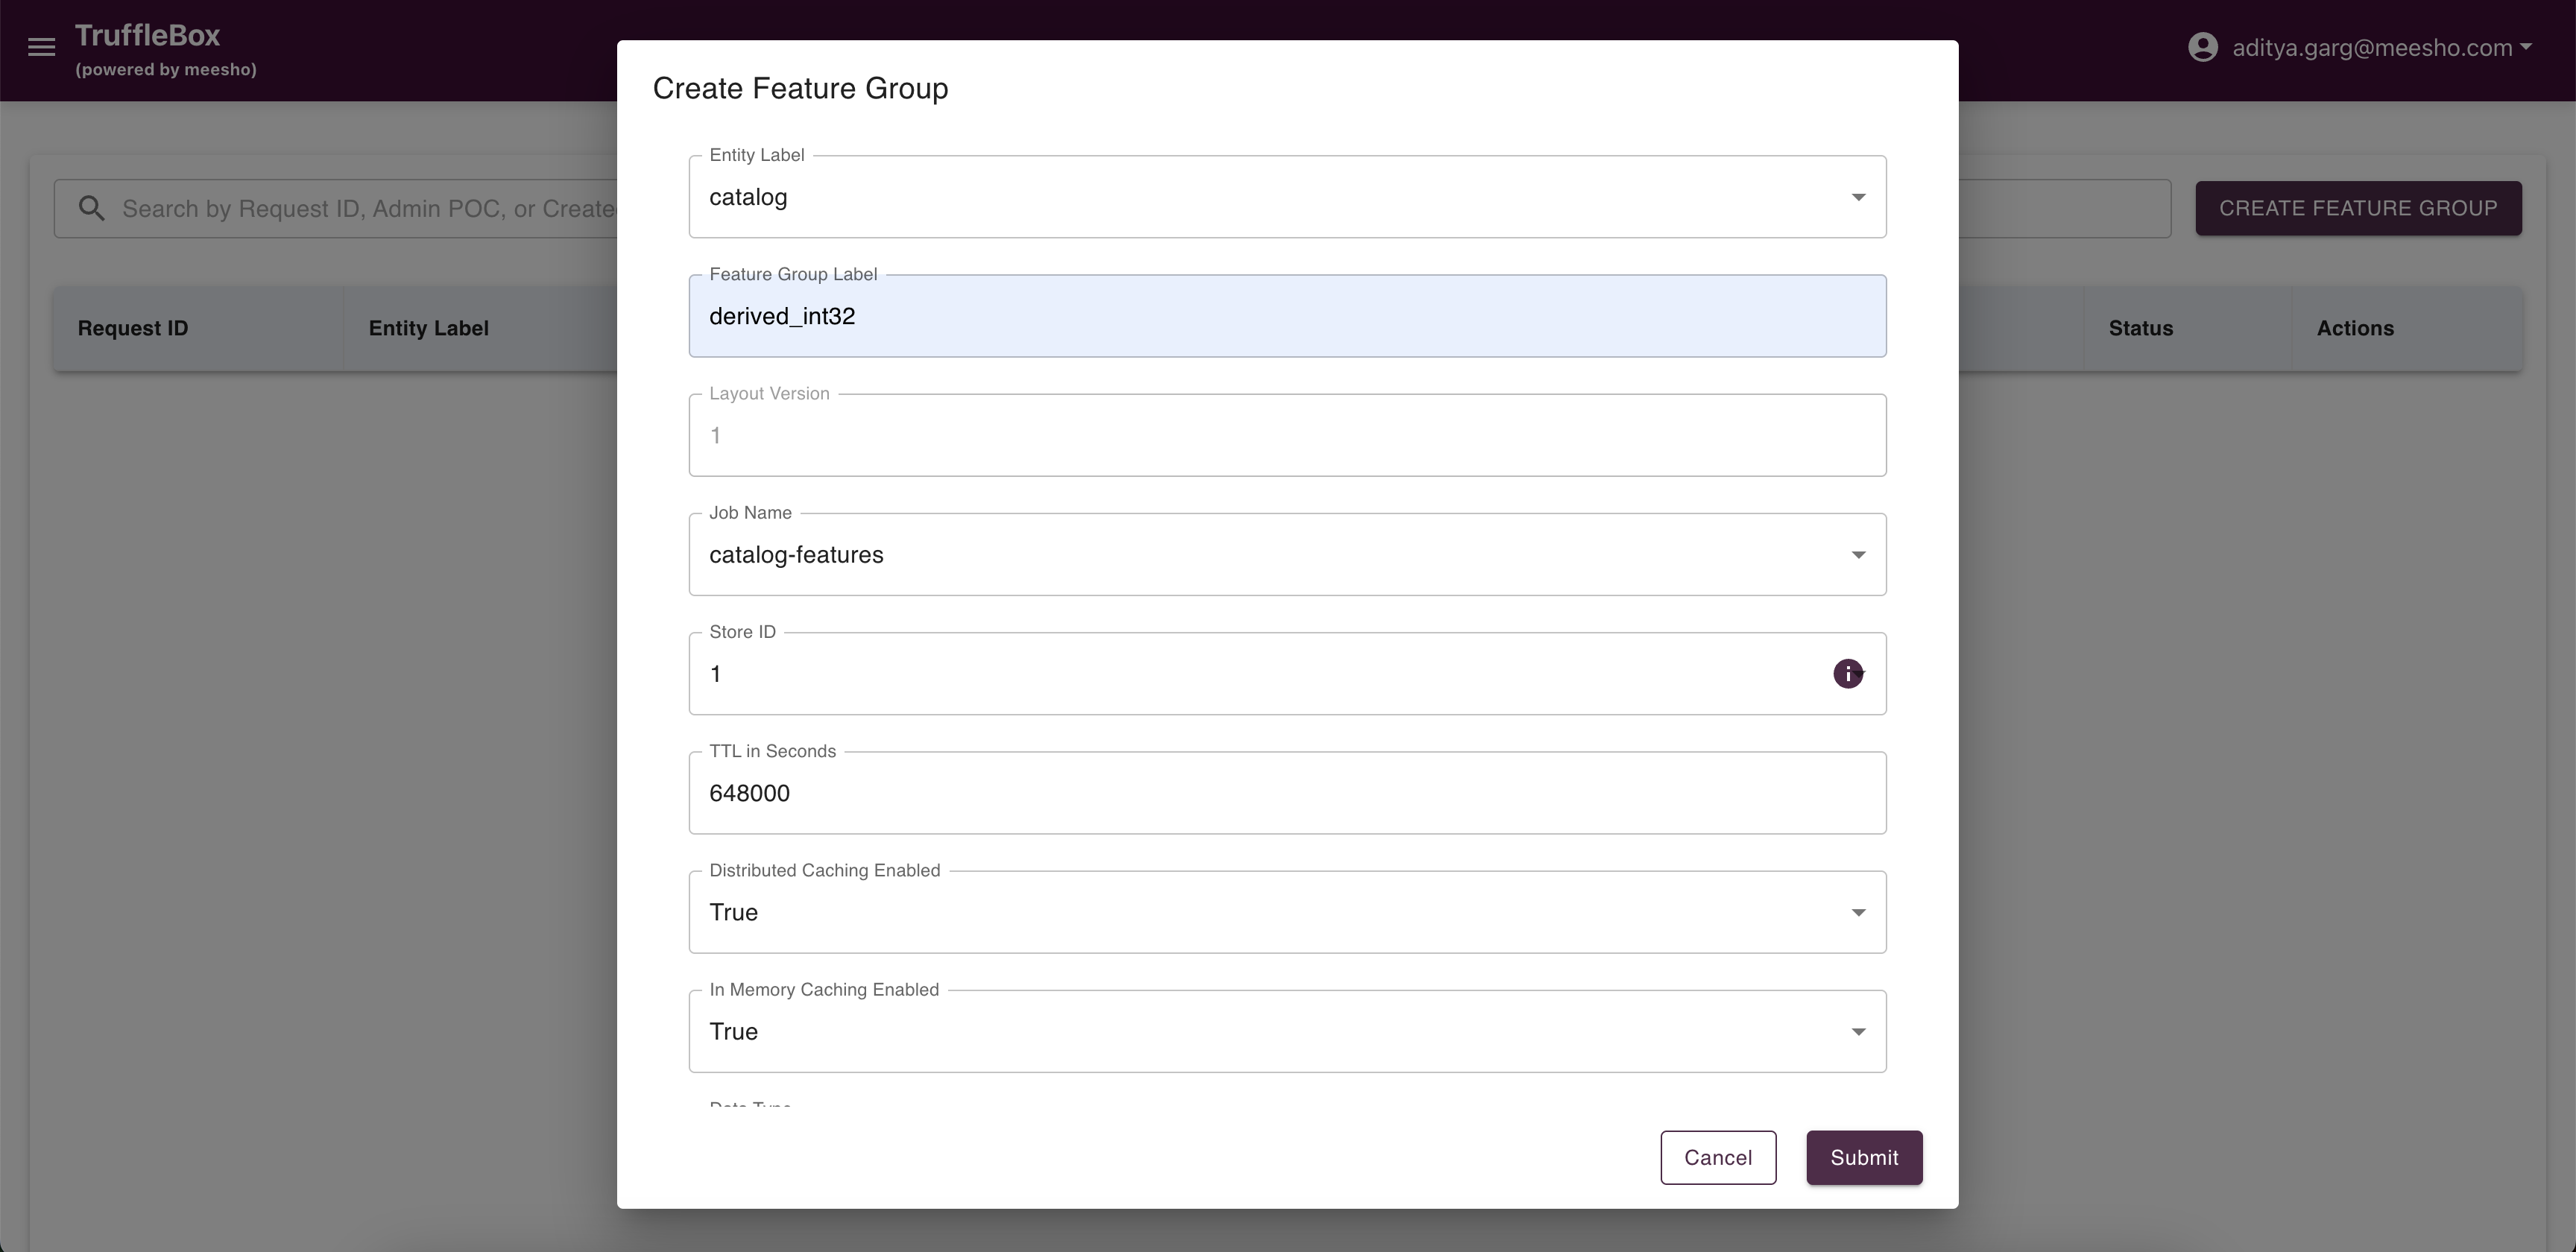 TruffleBox
(powered by meesho)
aditya.garg@meesho.com
Search by Request ID, Admin POC, or Create
CREATE FEATURE GROUP
Request ID
Entity Label
Status
Actions
Create Feature Group
Entity Label
catalog
Feature Group Label
derived_int32
Layout Version
1
Job Name
catalog-features
Store ID
1
i
TTL in Seconds
648000
Distributed Caching Enabled
True
In Memory Caching Enabled
True
Data Type
Cancel
Submit